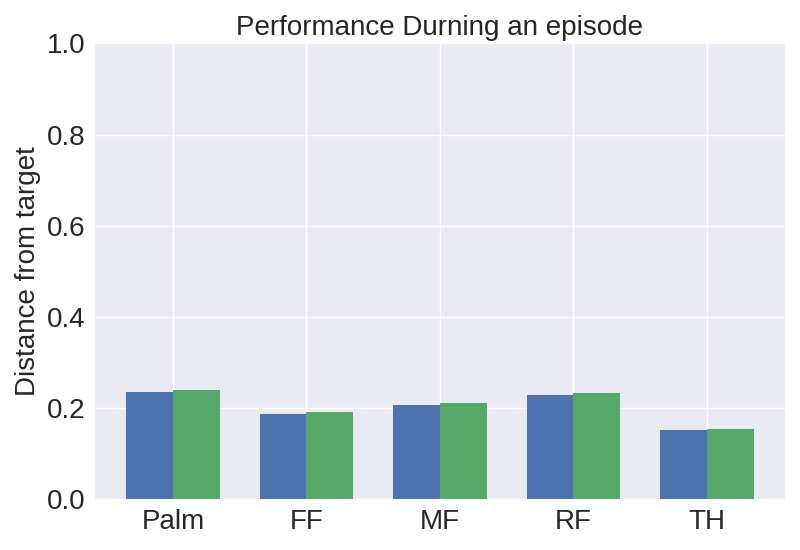 Performance Durning an episode
Distance from target
1.0
0.8
0.6
0.4
0.2
0.0
Palm FF MF RF TH